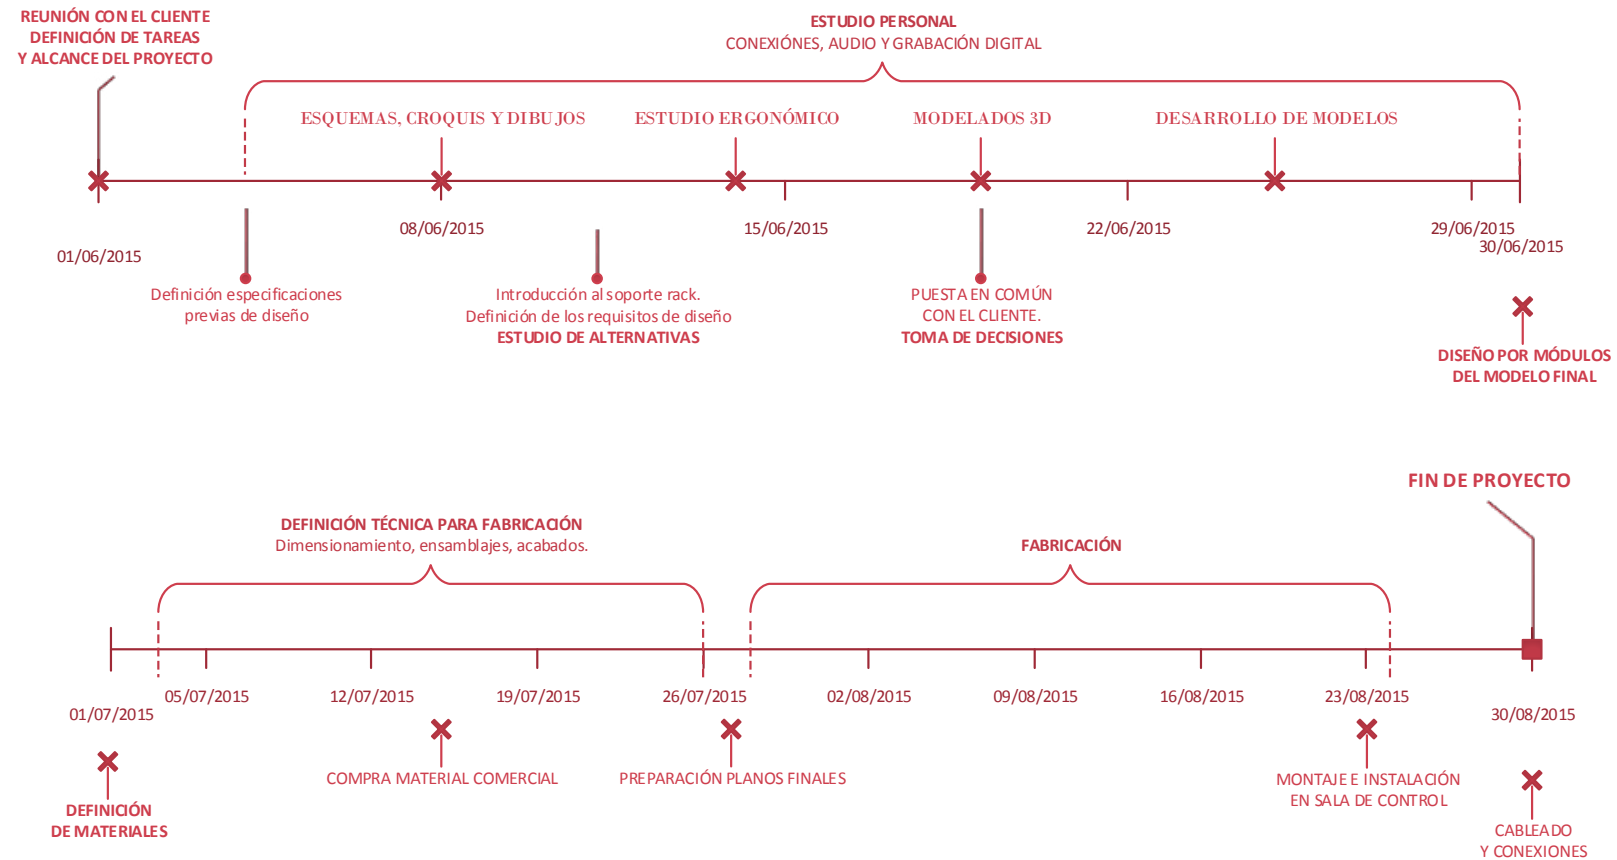 REUNIÓN CON EL CLIENTE
DEFINICIÓN DE TAREAS
Y ALCANCE DEL PROYECTO
ESTUDIO PERSONAL
CONEXIÓNES, AUDIO Y GRABACIÓN DIGITAL
ESQUEMAS, CROQUIS Y DIBUJOS
ESTUDIO ERGONÓMICO
MODELADOS 3D
DESARROLLO DE MODELOS
01/06/2015
08/06/2015
15/06/2015
22/06/2015
29/06/2015
30/06/2015
Definición especificaciones
previas de diseño
Introducción al soporte rack.
Definición de los requisitos de diseño
ESTUDIO DE ALTERNATIVAS
PUESTA EN COMÚN
CON EL CLIENTE.
TOMA DE DECISIONES
DISEÑO POR MÓDULOS
DEL MODELO FINAL
FIN DE PROYECTO
DEFINICIÓN TÉCNICA PARA FABRICACIÓN
Dimensionamiento, ensamblajes, acabados.
FABRICACIÓN
01/07/2015
05/07/2015
12/07/2015
19/07/2015
26/07/2015
02/08/2015
09/08/2015
16/08/2015
23/08/2015
30/08/2015
DEFINICIÓN
DE MATERIALES
COMPRA MATERIAL COMERCIAL
PREPARACIÓN PLANOS FINALES
MONTAJE E INSTALACIÓN
EN SALA DE CONTROL
CABLEADO
Y CONEXIONES